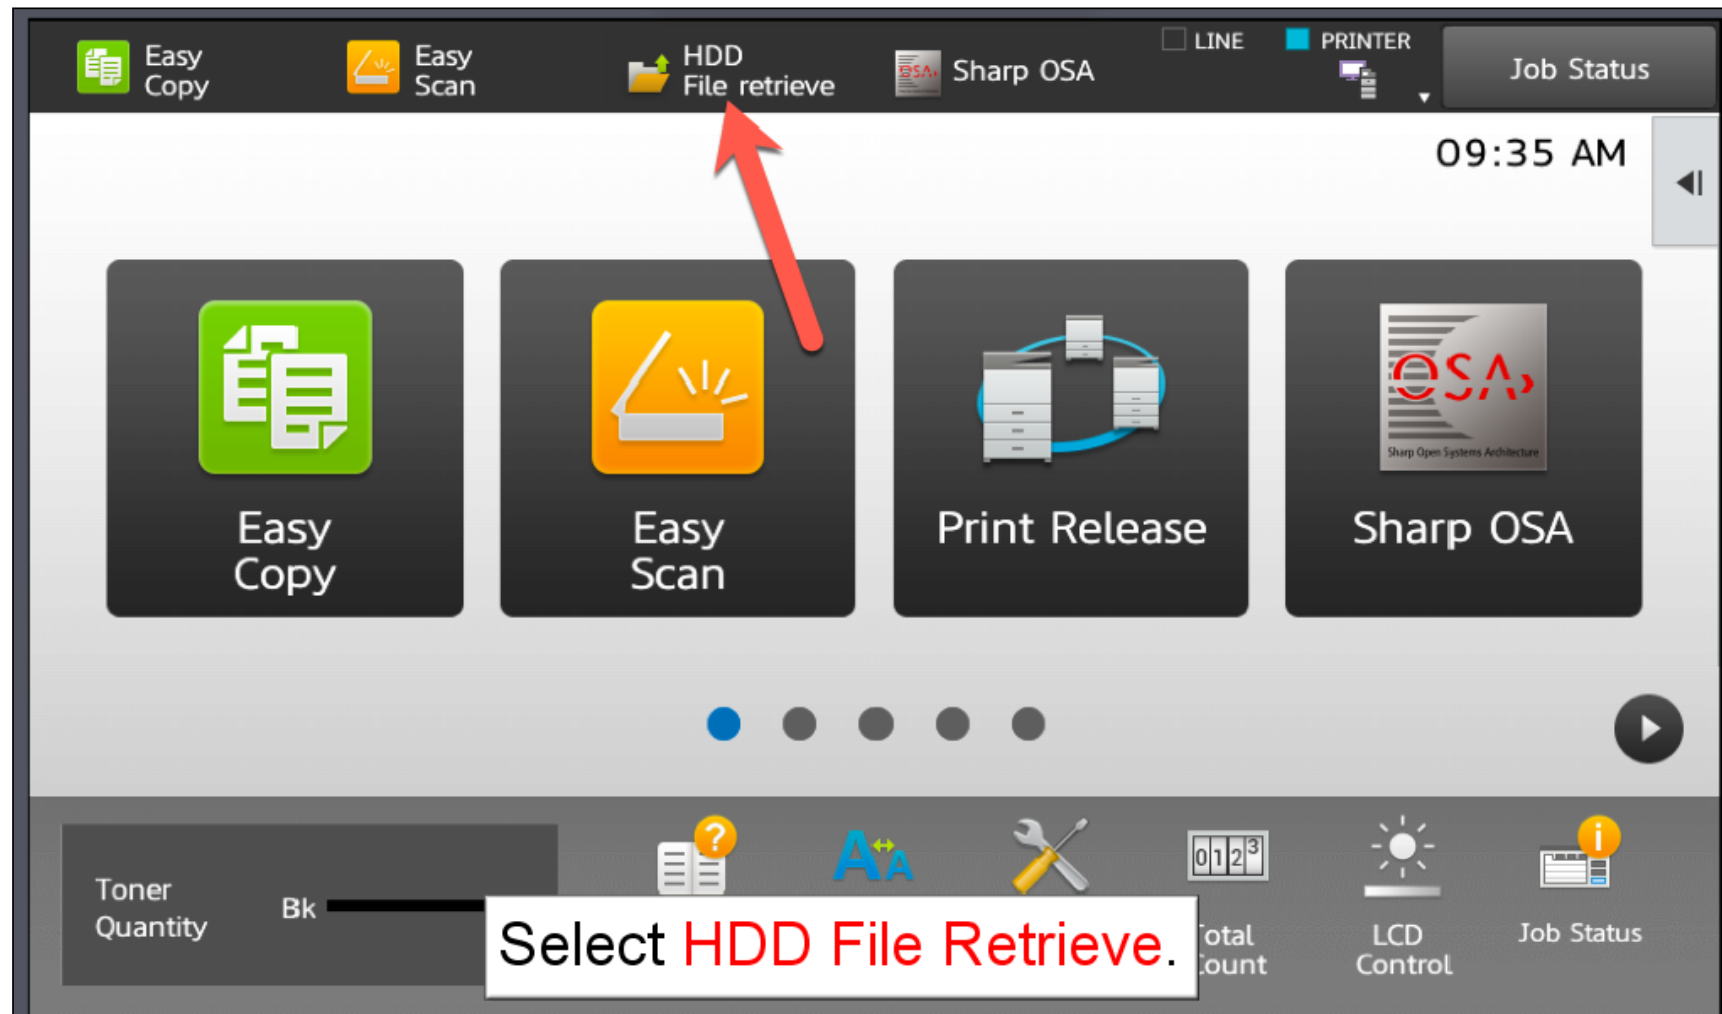 Easy
Copy
Easy
Scan
HDD
File retrieve
OSA
Sharp OSA
LINE
PRINTER
Job Status
09:35 AM
Easy
Copy
Easy
Scan
Print Release
OSA
Sharp Open Systems Architecture
Sharp OSA
?
A A
0123
i
Toner
Quantity
Bk
otal
ount
LCD
Control
Job Status
Select HDD File Retrieve.